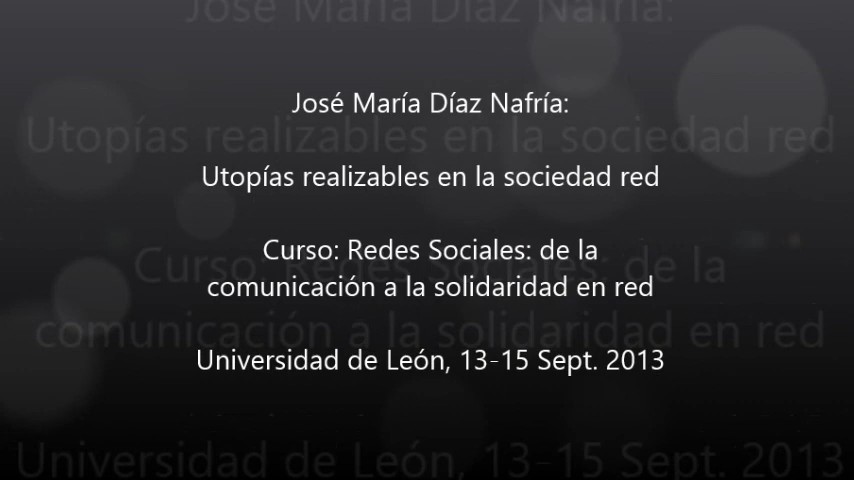 José María Díaz Nafría:
Utopías realizables en la sociedad red
Curso: Redes Sociales: de la
comunicación a la solidaridad en red
Universidad de León, 13-15 Sept. 2013